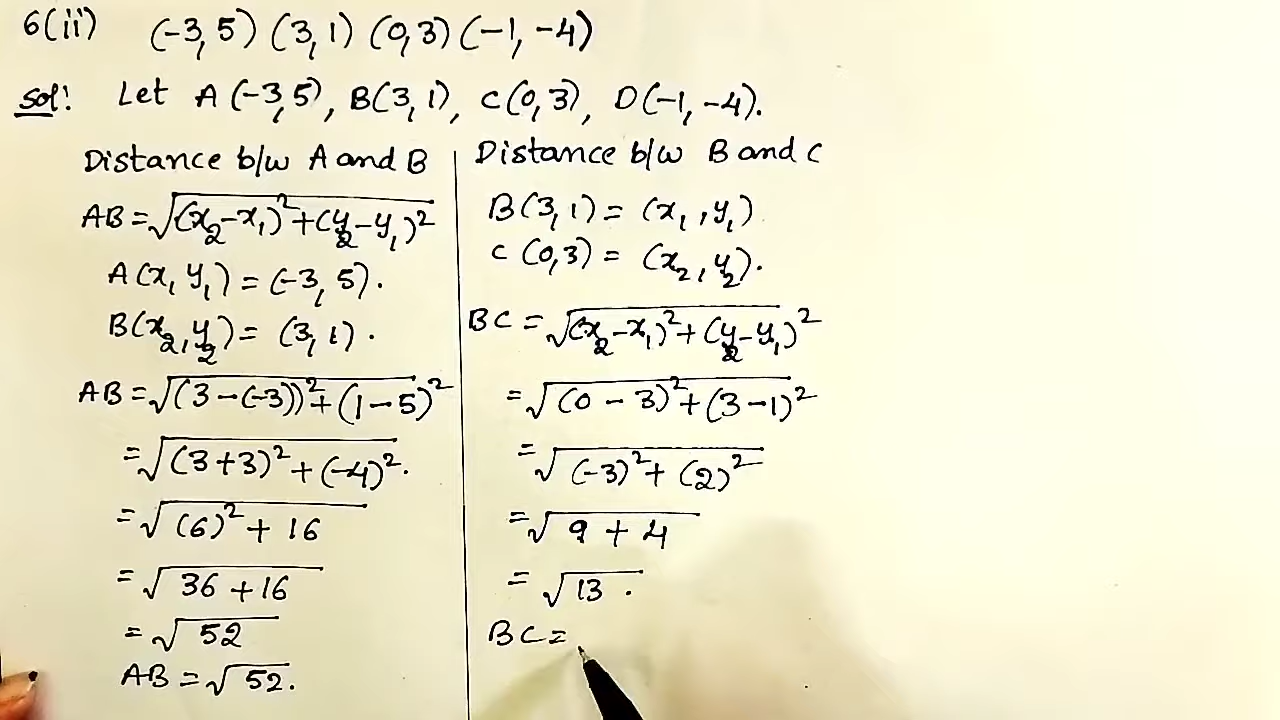 6(ii) (-3, 5) (3, 1) (0, 3) (-1, -4)
Sol: Let A(-3, 5), B(3, 1), C(0, 3), D(-1, -4).
Distance b/w A and B
AB = √(x₂-x₁)²+(y₂-y₁)²
A(x₁ y₁) = (-3, 5).
B(x₂, y₂) = (3, 1).
AB = √(3-(-3))²+(1-5)²
= √(3+3)²+(-4)².
= √(6)²+16
= √36+16
= √52
AB = √52.
Distance b/w B and C
B(3, 1) = (x₁, y₁)
C(0, 3) = (x₂, y₂).
BC = √(x₂-x₁)²+(y₂-y₁)²
= √(0-3)²+(3-1)²
= √(-3)²+(2)²
= √9+4
= √13.
BC =